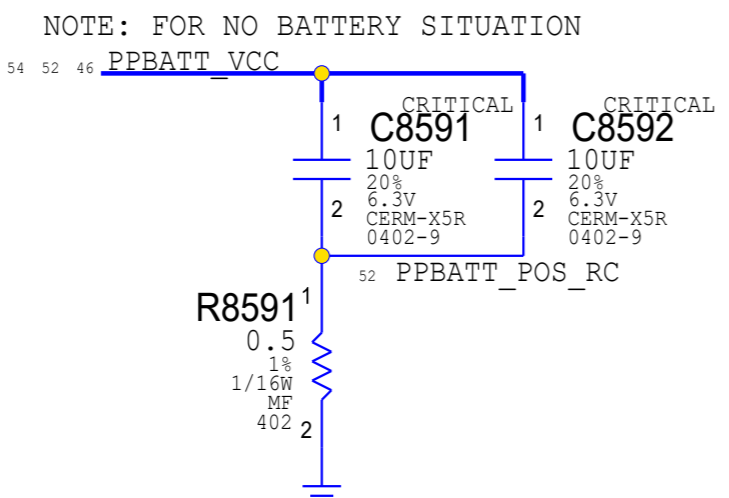 NOTE: FOR NO BATTERY SITUATION
54 52 46 PPBATT_VCC
CRITICAL
1 C8591
10UF
20%
6.3V
2 CERM-X5R
0402-9
CRITICAL
1 C8592
10UF
20%
6.3V
2 CERM-X5R
0402-9
52 PPBATT_POS_RC
R8591 1
0.5
1%
1/16W
MF
402 2